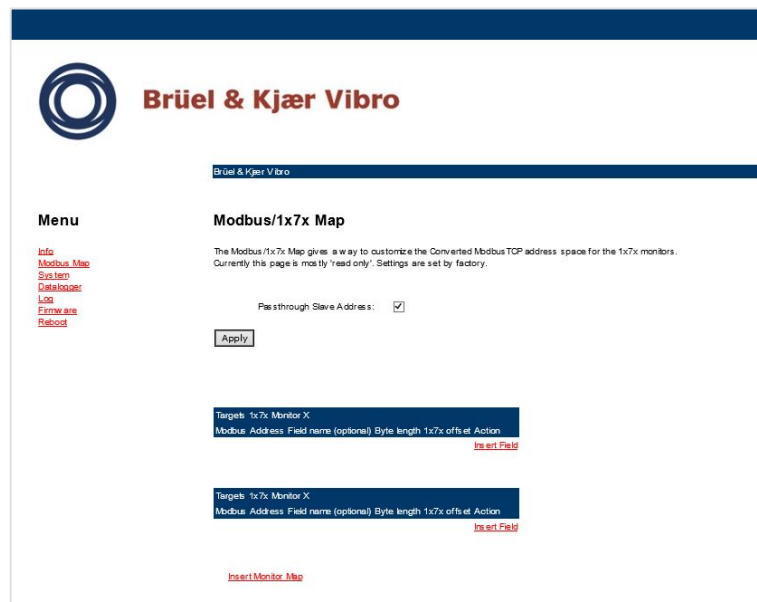 Brüel & Kjær Vibro
Brüel & Kjær Vibro
Menu
Info
Modbus Map
System
Datalogger
Log
Firmware
Reboot
Modbus/1x7x Map
The Modbus/1x7x Map gives a way to customize the Converted ModbusTCP address space for the 1x7x monitors.
Currently this page is mostly 'read only'. Settings are set by factory.
Passthrough Slave Address:
Apply
Targets 1x7x Monitor X
Modbus Address Field name (optional) Byte length 1x7x offset Action
Insert Field
Targets 1x7x Monitor X
Modbus Address Field name (optional) Byte length 1x7x offset Action
Insert Field
Insert Monitor Map